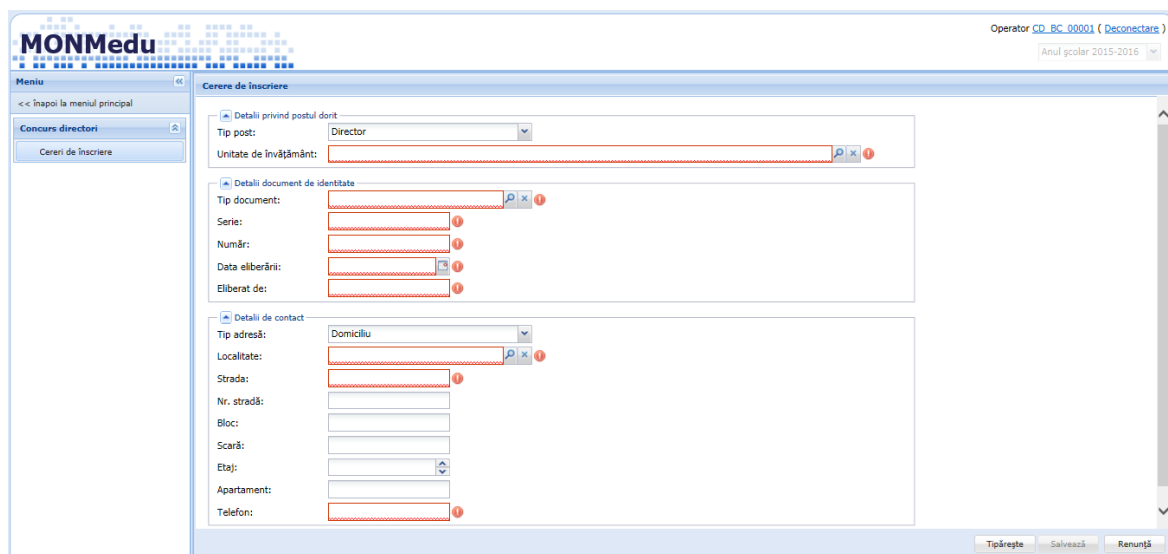 MONMedu
Operator CD_BC_00001 ( Deconectare )
Anul școlar 2015-2016
Meniu
<< înapoi la meniul principal
Concurs directori
Cereri de înscriere
Cerere de înscriere
Detalii privind postul dorit
Tip post: Director
Unitate de învățământ:
Detalii document de identitate
Tip document:
Serie:
Număr:
Data eliberării:
Eliberat de:
Detalii de contact
Tip adresă: Domiciliu
Localitate:
Strada:
Nr. stradă:
Bloc:
Scară:
Etaj:
Apartament:
Telefon:
Tipărește Salvează Renunță